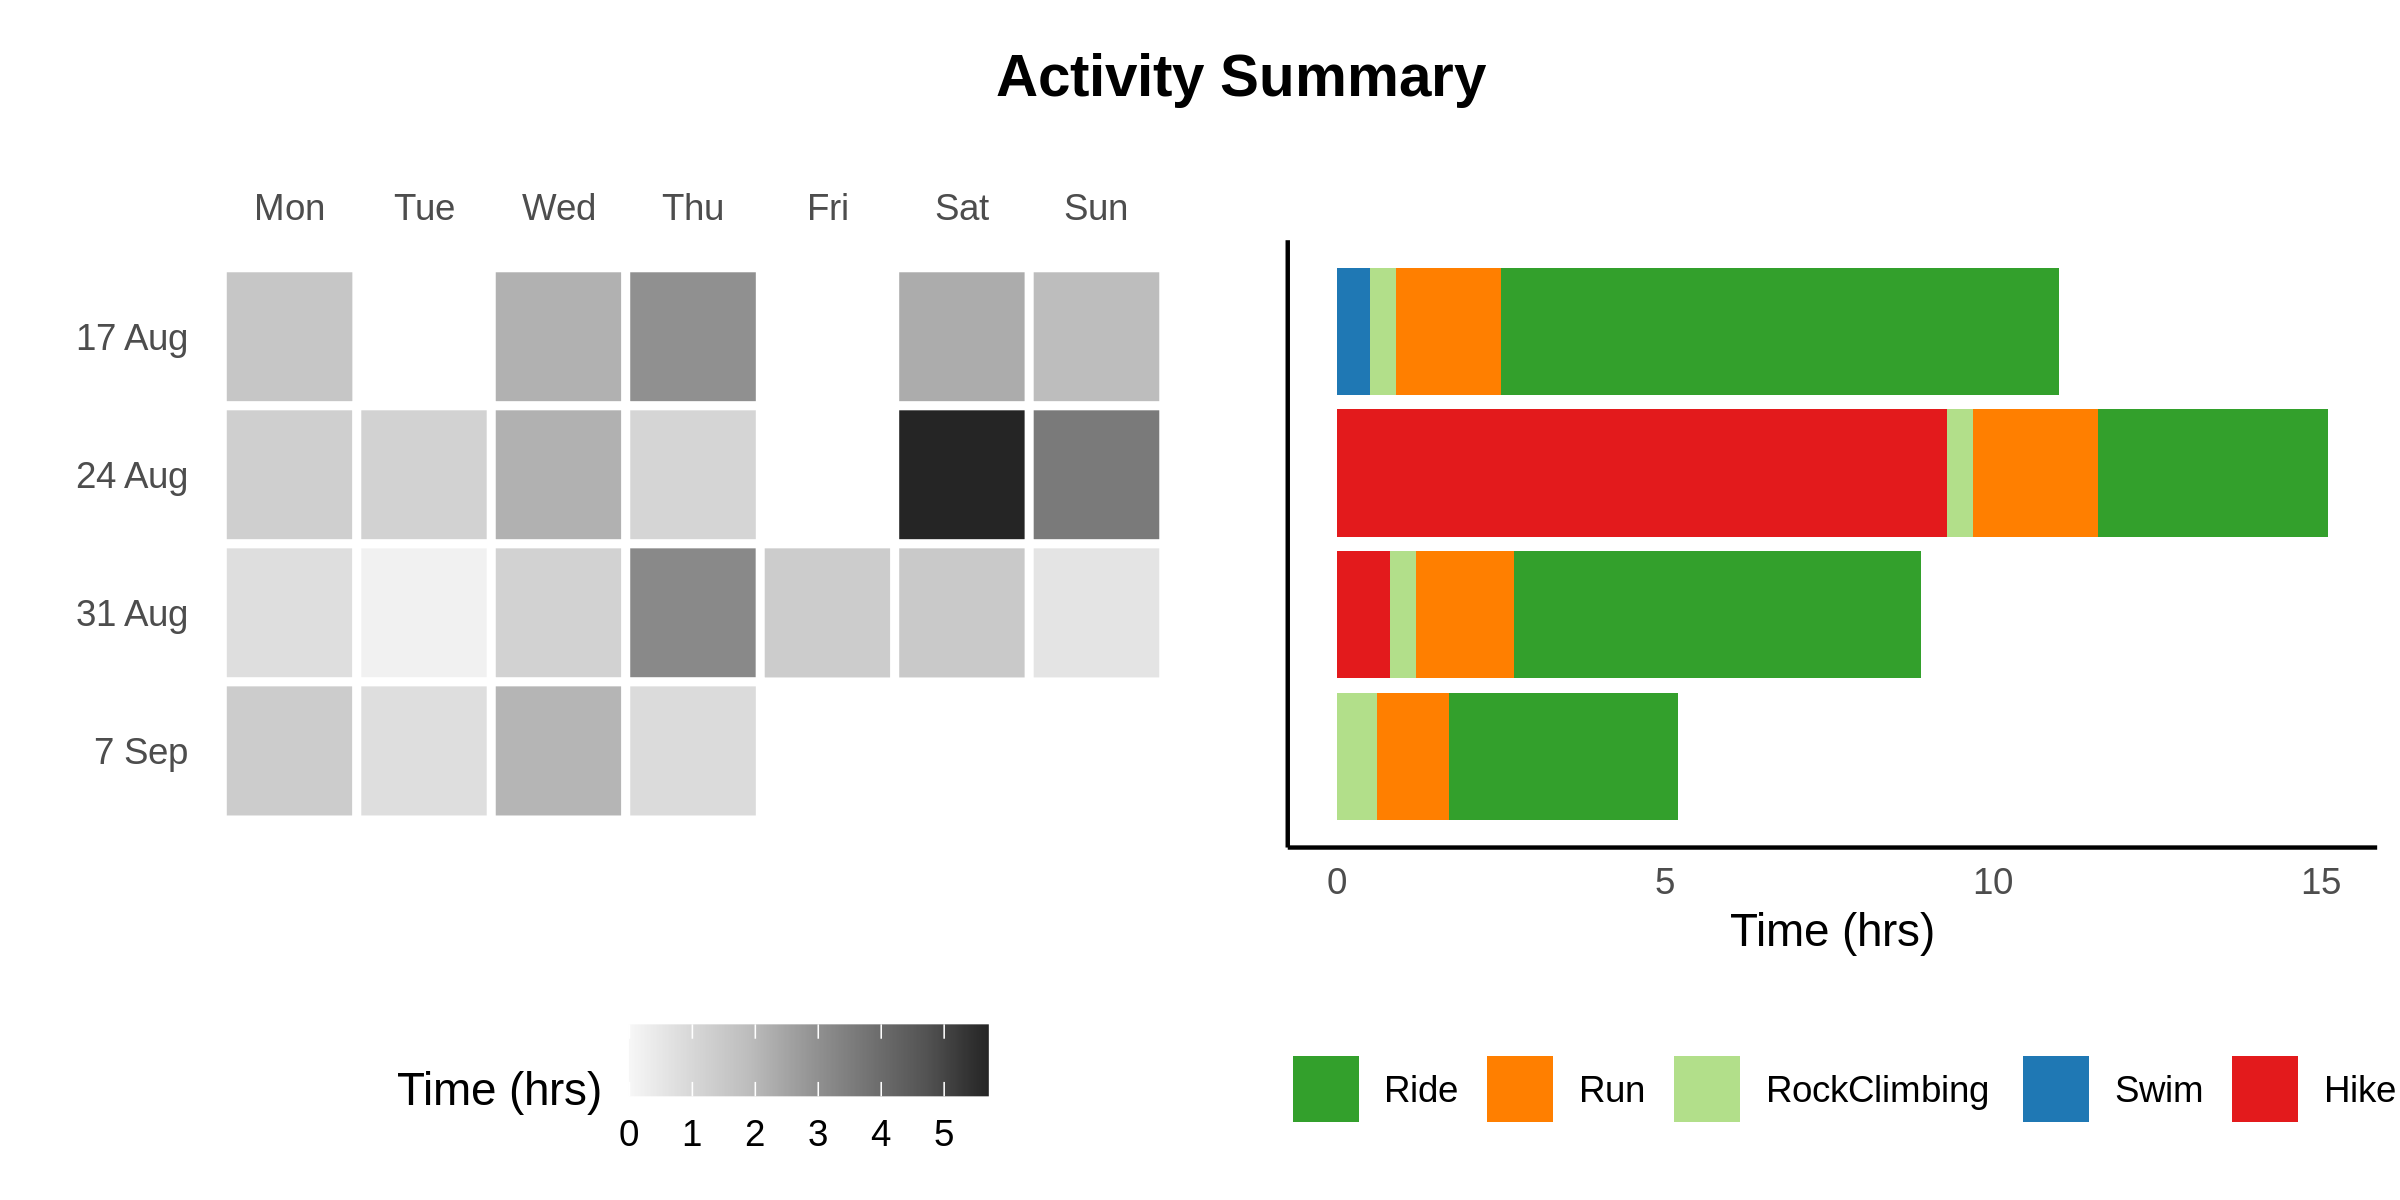 Activity Summary
Mon Tue Wed Thu Fri Sat Sun
17 Aug
24 Aug
31 Aug
7 Sep
0 5 10 15
Time (hrs)
Time (hrs)
0 1 2 3 4 5
Ride Run RockClimbing Swim Hike